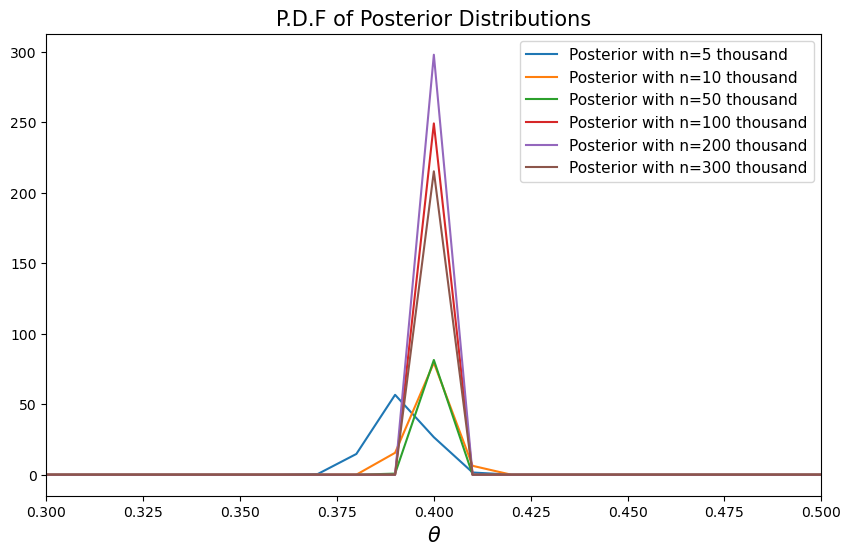 P.D.F of Posterior Distributions
300
250
200
150
100
50
0
Posterior with n=5 thousand
Posterior with n=10 thousand
Posterior with n=50 thousand
Posterior with n=100 thousand
Posterior with n=200 thousand
Posterior with n=300 thousand
0.300 0.325 0.350 0.375 0.400 0.425 0.450 0.475 0.500
θ